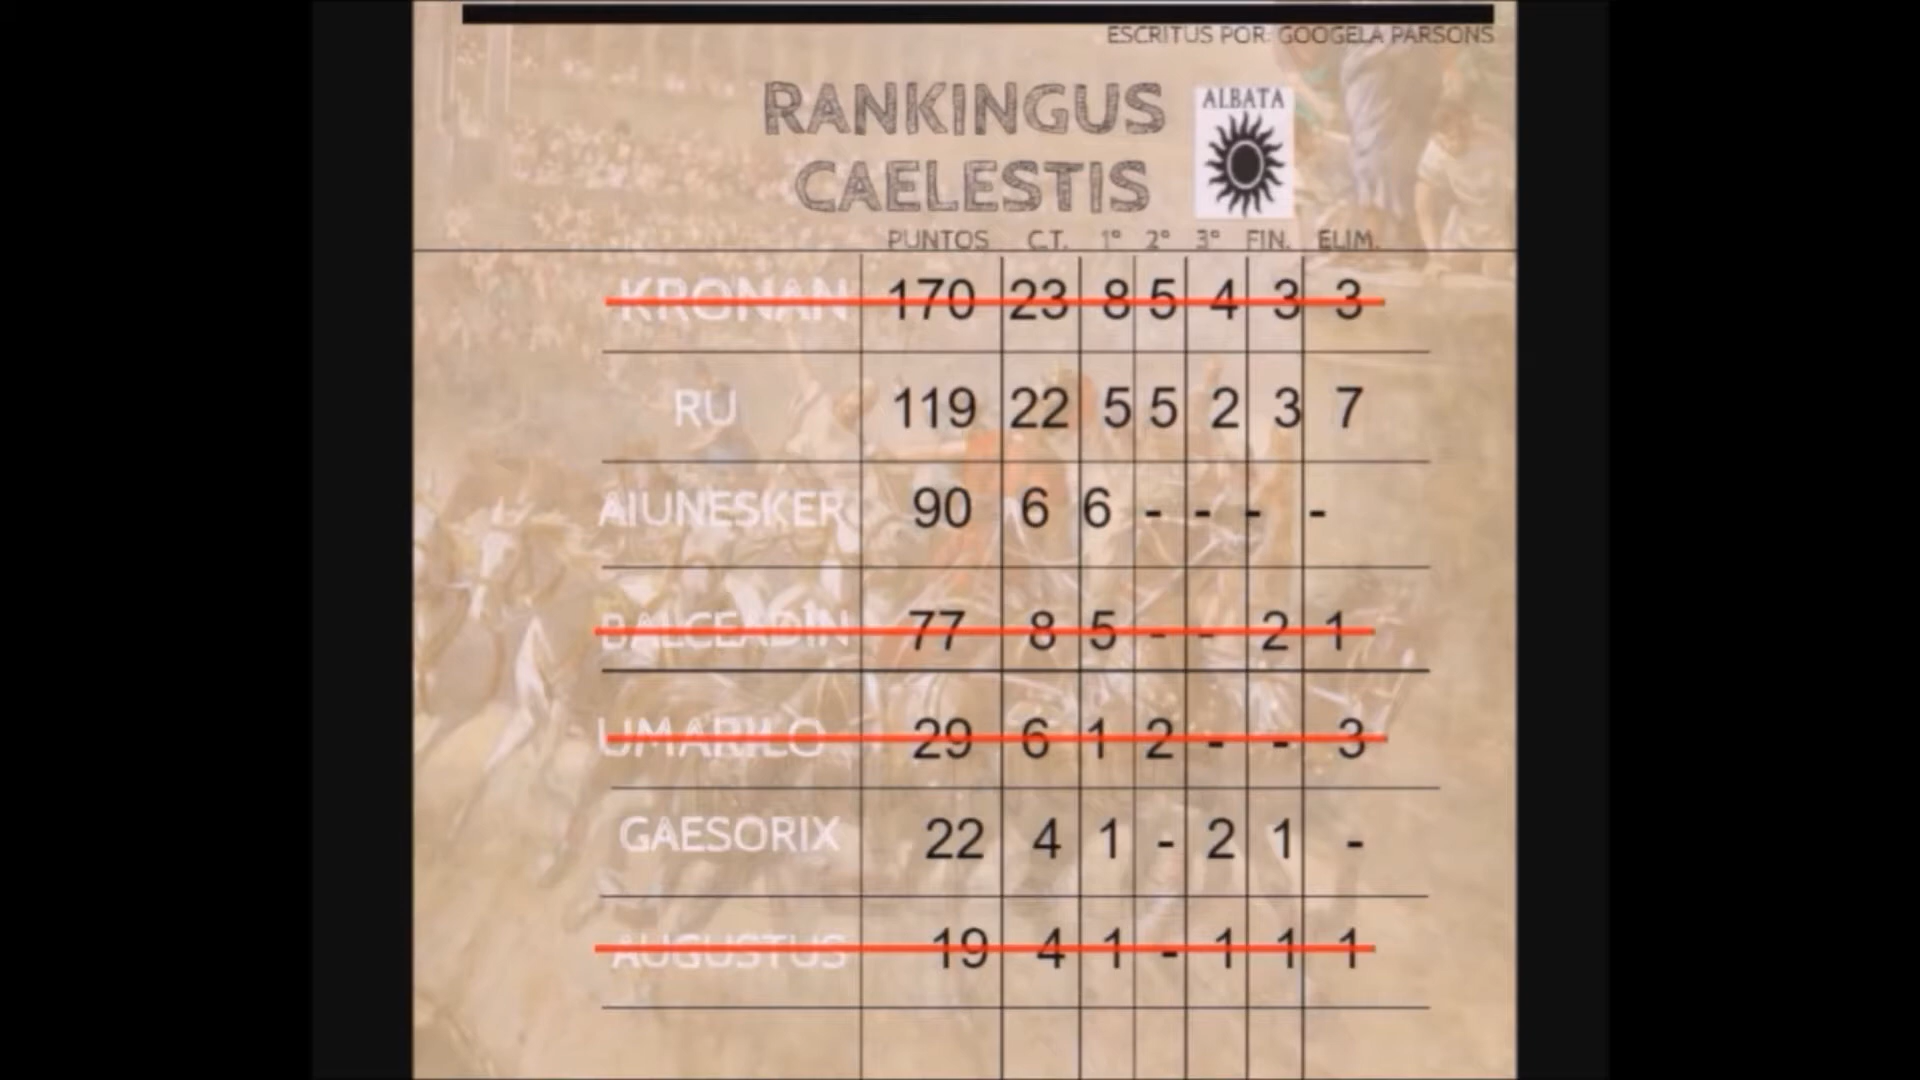 ESCRITUS POR: GOOGELA PARSONS
RANKINGUS
CAELESTIS
ALBATA
PUNTOS C.T. 1° 2° 3° FIN. ELIM.
KRONAN 170 23 8 5 4 3 3
RU 119 22 5 5 2 3 7
AIUNESKER 90 6 6 - - - -
BALCEADIN 77 8 5 - - 2 1
UMARILO 29 6 1 2 - - 3
GAESORIX 22 4 1 - 2 1 -
AUGUSTUS 19 4 1 - 1 1 1